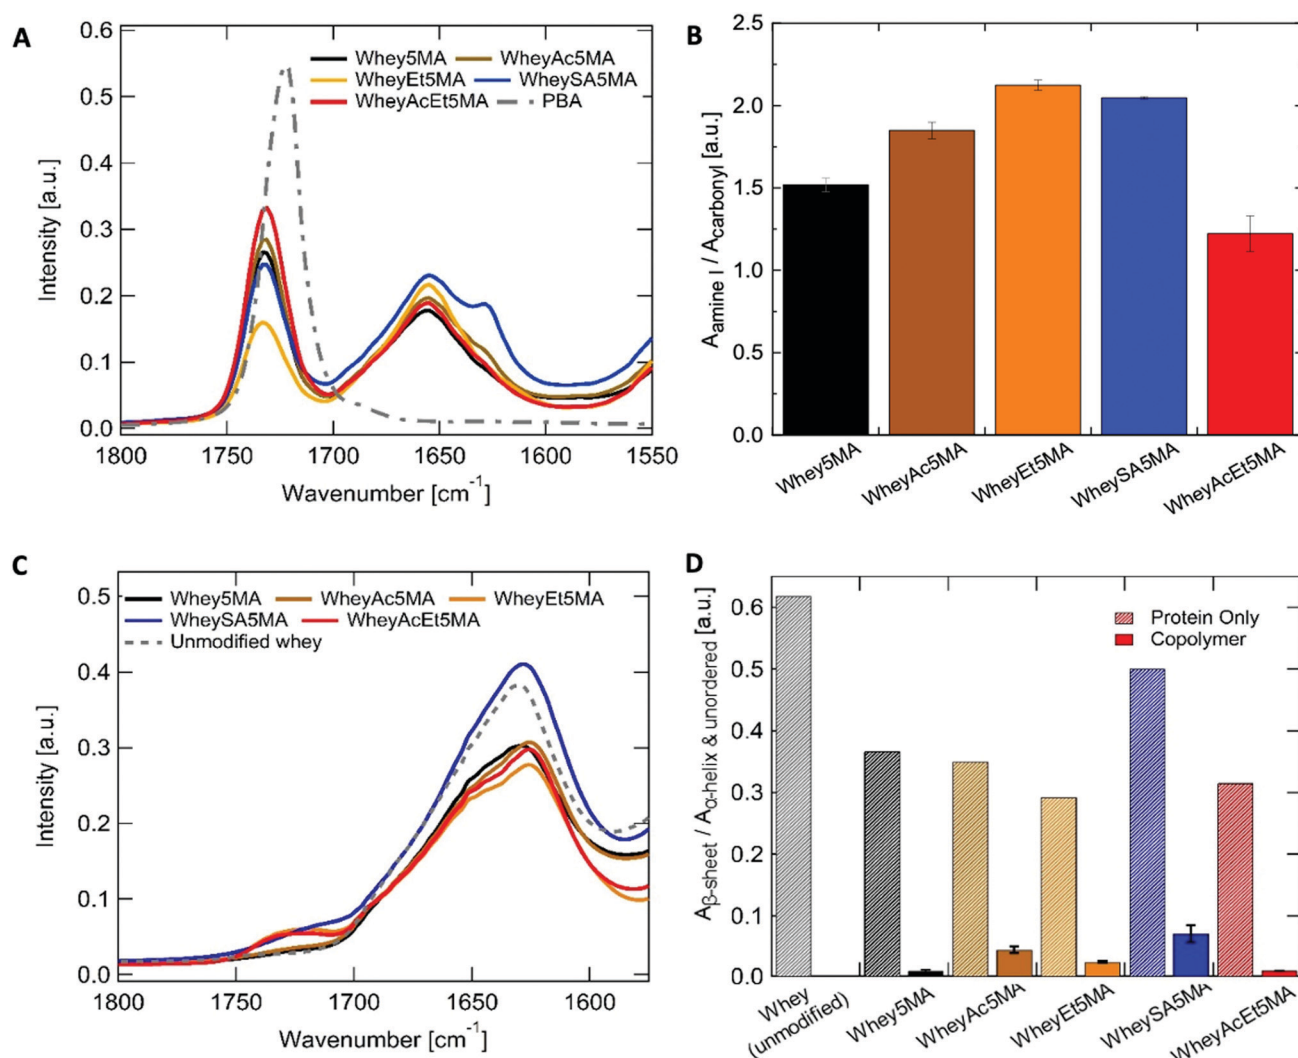 A
Intensity [a.u.]
0.6
0.5
0.4
0.3
0.2
0.1
0.0
Whey5MA WheyAc5MA
WheyEt5MA WheySA5MA
WheyAcEt5MA PBA
1800 1750 1700 1650 1600 1550
Wavenumber [cm-1]
B
Aamine I / Acarbonyl [a.u.]
2.5
2.0
1.5
1.0
0.5
0.0
Whey5MA WheyAc5MA WheyEt5MA WheySA5MA WheyAcEt5MA
C
Intensity [a.u.]
0.5
0.4
0.3
0.2
0.1
0.0
Whey5MA WheyAc5MA WheyEt5MA
WheySA5MA WheyAcEt5MA
Unmodified whey
1800 1750 1700 1650 1600
Wavenumber [cm-1]
D
Aβ-sheet / Aα-helix & unordered [a.u.]
0.6
0.5
0.4
0.3
0.2
0.1
0.0
Protein Only
Copolymer
Whey
(unmodified)
Whey5MA WheyAc5MA WheyEt5MA WheySA5MA WheyAcEt5MA